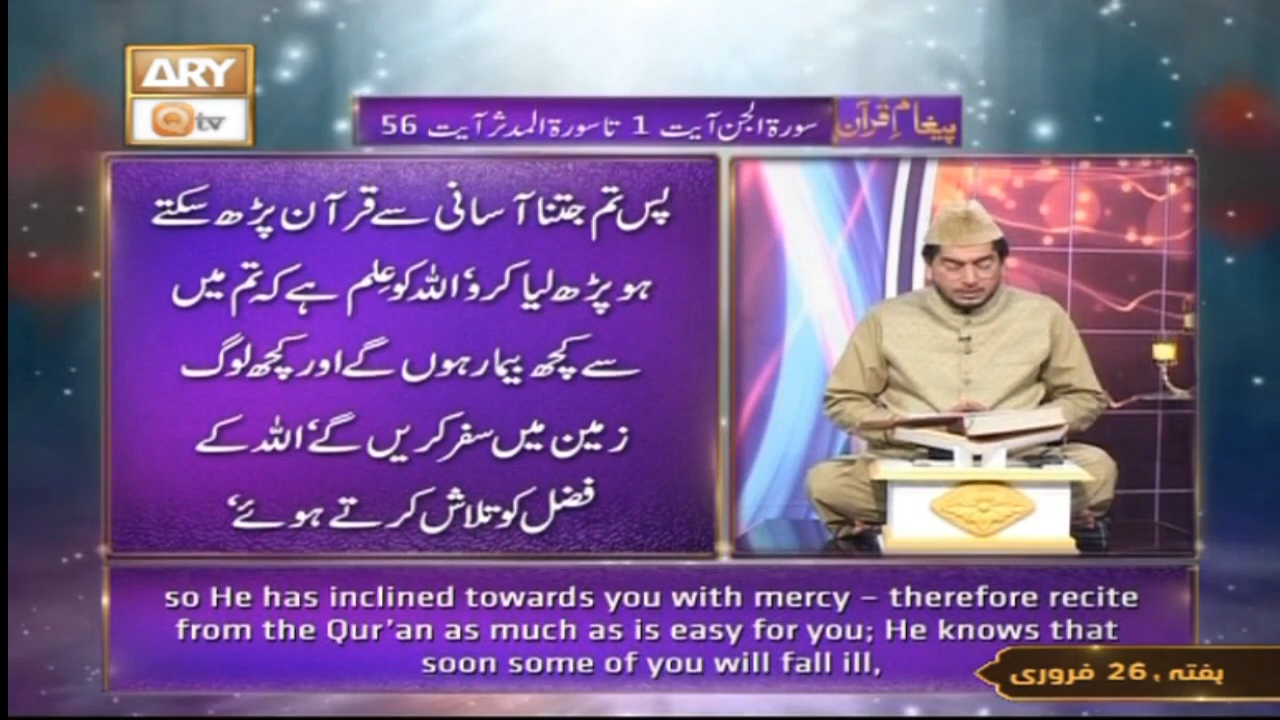 ARY
Qtv
پیغامِ قرآن
سورۃ الجن آیت 1 تا سورۃ المدثر آیت 56
پس تم جتنا آسانی سے قرآن پڑھ سکتے
ہو پڑھ لیا کرو‘ اللہ کو عِلم ہے کہ تم میں
سے کچھ بیمار ہوں گے اور کچھ لوگ
زمین میں سفر کریں گے‘ اللہ کے
فضل کو تلاش کرتے ہوئے‘
so He has inclined towards you with mercy – therefore recite
from the Qur'an as much as is easy for you; He knows that
soon some of you will fall ill,
ہفتہ, 26 فروری